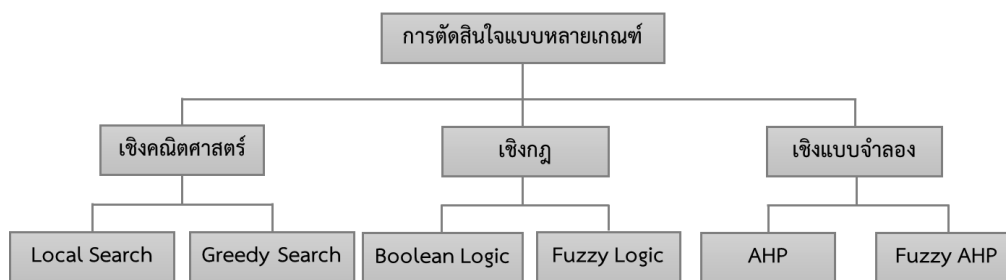 การตัดสินใจแบบหลายเกณฑ์
เชิงคณิตศาสตร์
เชิงกฎ
เชิงแบบจำลอง
Local Search
Greedy Search
Boolean Logic
Fuzzy Logic
AHP
Fuzzy AHP